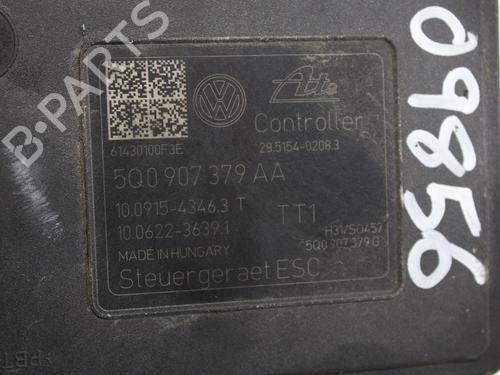 Ate
Controller
61430100F3E
28.5154-0208.3
5Q0 907 379 AA
10.0915-4346.3 T
TT1
10.0622-3639.1
H31/S0457
MADE IN HUNGARY
5Q0 907 379 G
Steuergeraet ESC
09856
B-PARTS